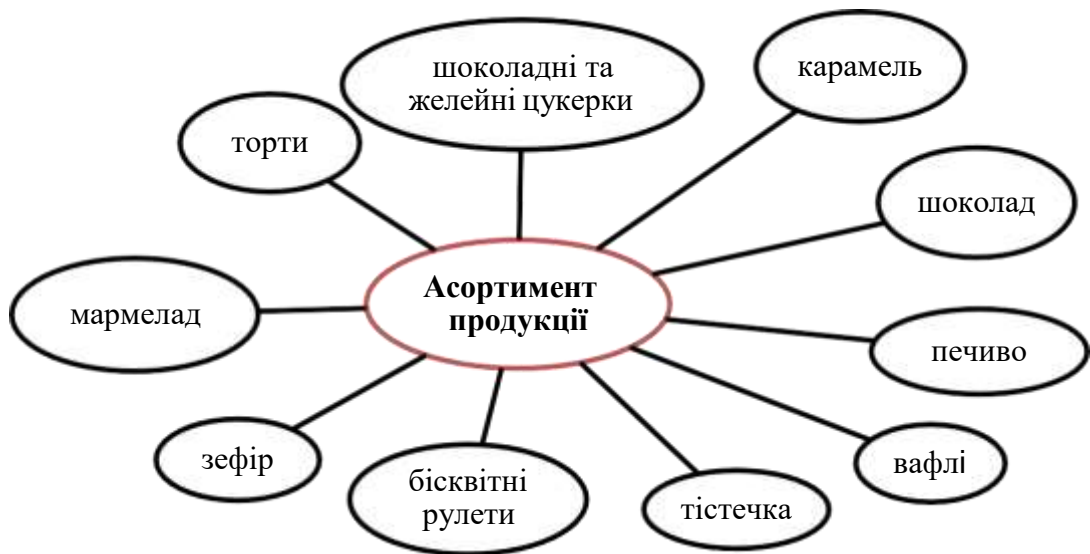 шоколадні та
желейні цукерки
карамель
торти
шоколад
Асортимент
продукції
мармелад
печиво
зефір
бісквітні
рулети
тістечка
вафлі